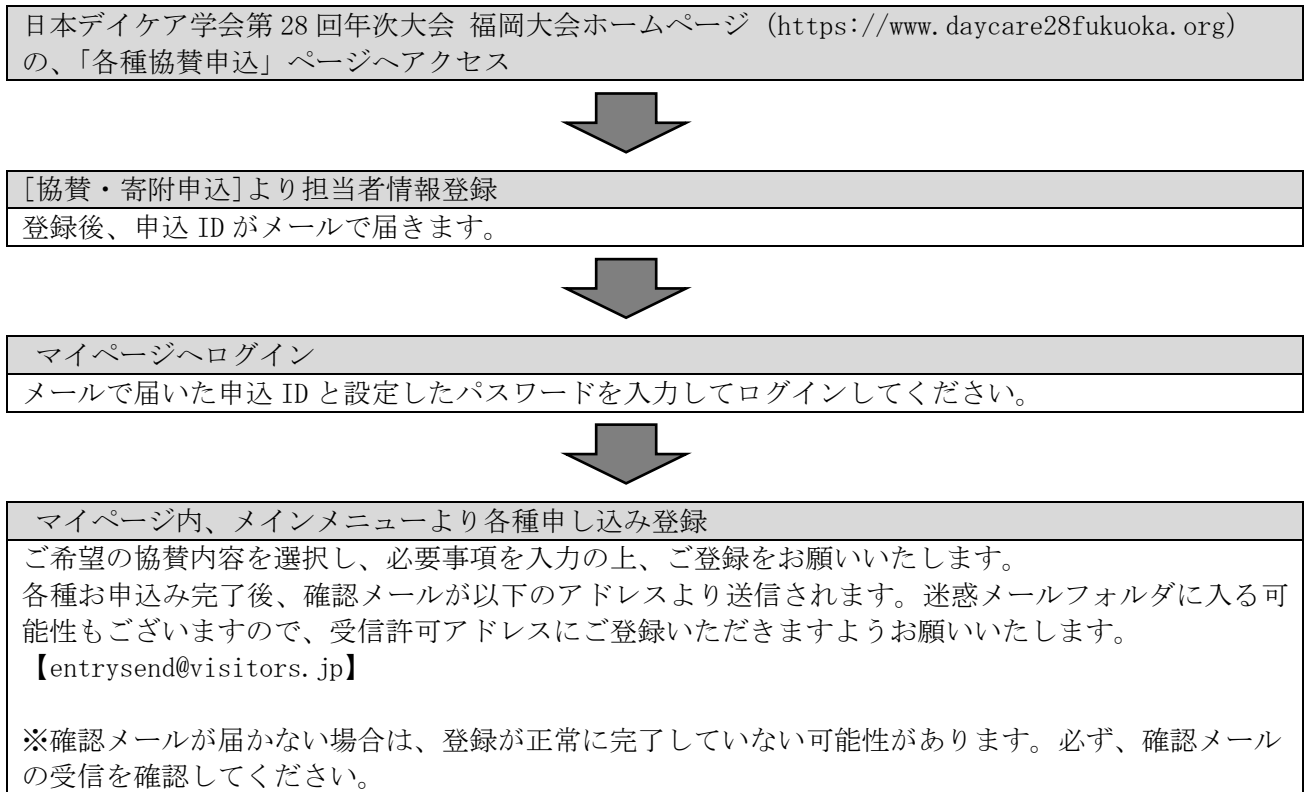 日本デイケア学会第 28 回年次大会 福岡大会ホームページ (https://www.daycare28fukuoka.org)
の、「各種協賛申込」ページへアクセス
[協賛・寄附申込]より担当者情報登録
登録後、申込 ID がメールで届きます。
マイページへログイン
メールで届いた申込 ID と設定したパスワードを入力してログインしてください。
マイページ内、メインメニューより各種申し込み登録
ご希望の協賛内容を選択し、必要事項を入力の上、ご登録をお願いいたします。
各種お申込み完了後、確認メールが以下のアドレスより送信されます。迷惑メールフォルダに入る可
能性もございますので、受信許可アドレスにご登録いただきますようお願いいたします。
【entrysend@visitors.jp】
※確認メールが届かない場合は、登録が正常に完了していない可能性があります。必ず、確認メール
の受信を確認してください。